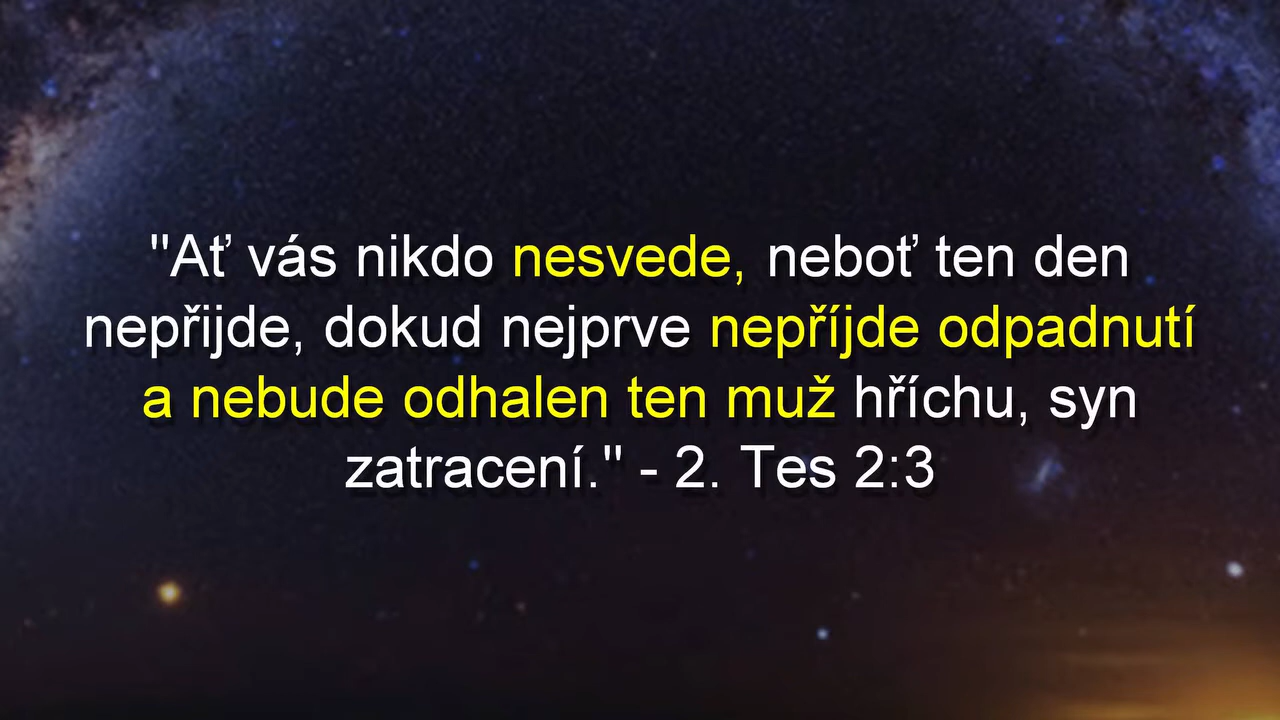 "Ať vás nikdo nesvede, neboť ten den
nepřijde, dokud nejprve nepříjde odpadnutí
a nebude odhalen ten muž hříchu, syn
zatracení." - 2. Tes 2:3